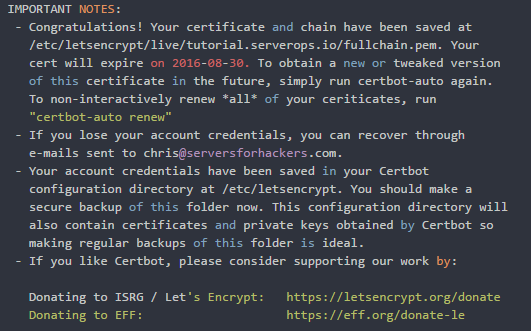 IMPORTANT NOTES:
- Congratulations! Your certificate and chain have been saved at
/etc/letsencrypt/live/tutorial.serverops.io/fullchain.pem. Your
cert will expire on 2016-08-30. To obtain a new or tweaked version
of this certificate in the future, simply run certbot-auto again.
To non-interactively renew *all* of your ceriticates, run
"certbot-auto renew"
- If you lose your account credentials, you can recover through
e-mails sent to chris@serversforhackers.com.
- Your account credentials have been saved in your Certbot
configuration directory at /etc/letsencrypt. You should make a
secure backup of this folder now. This configuration directory will
also contain certificates and private keys obtained by Certbot so
making regular backups of this folder is ideal.
- If you like Certbot, please consider supporting our work by:
Donating to ISRG / Let's Encrypt: https://letsencrypt.org/donate
Donating to EFF: https://eff.org/donate-le